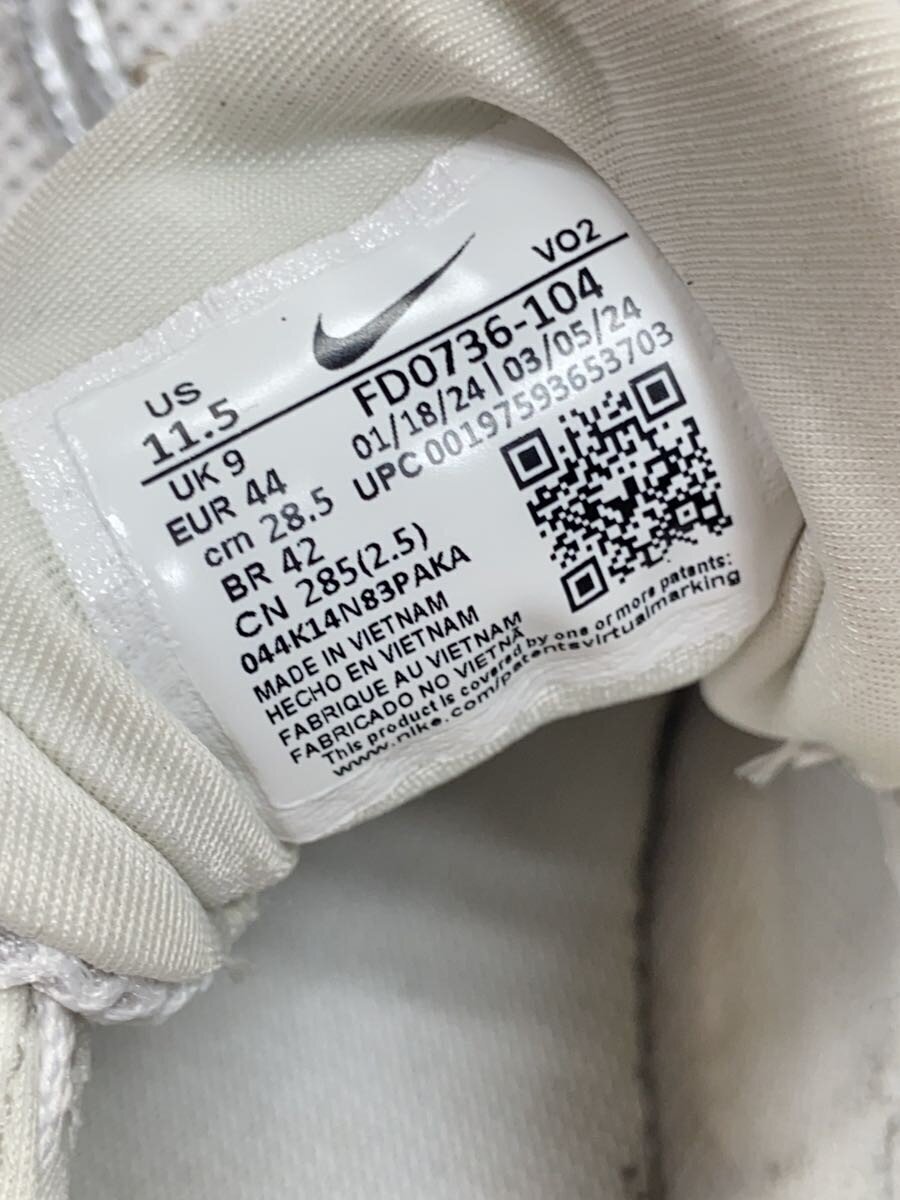 VO2
US
11.5
FD0736-104
01/18/24 | 03/05/24
UPC 00197593653703
UK 9
EUR 44
cm 28.5
BR 42
CN 285(2.5)
044K14N83PAKA
MADE IN VIETNAM
HECHO EN VIETNAM
FABRIQUE AU VIETNAM
FABRICADO NO VIETNÃ
This product is covered by one or more patents:
www.nike.com/patentsvirtualmarking